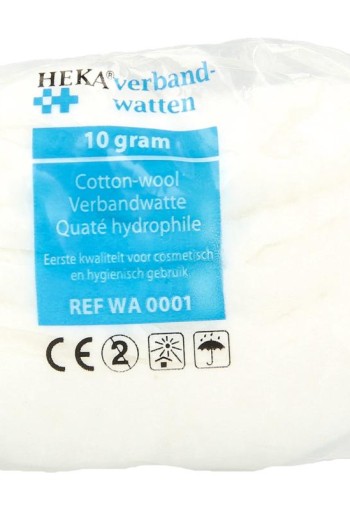 HEKA® verband-
watten
10 gram
Cotton-wool
Verbandwatte
Quaté hydrophile
Eerste kwaliteit voor cosmetisch
en hygienisch gebruik
REF WA 0001
CE 2